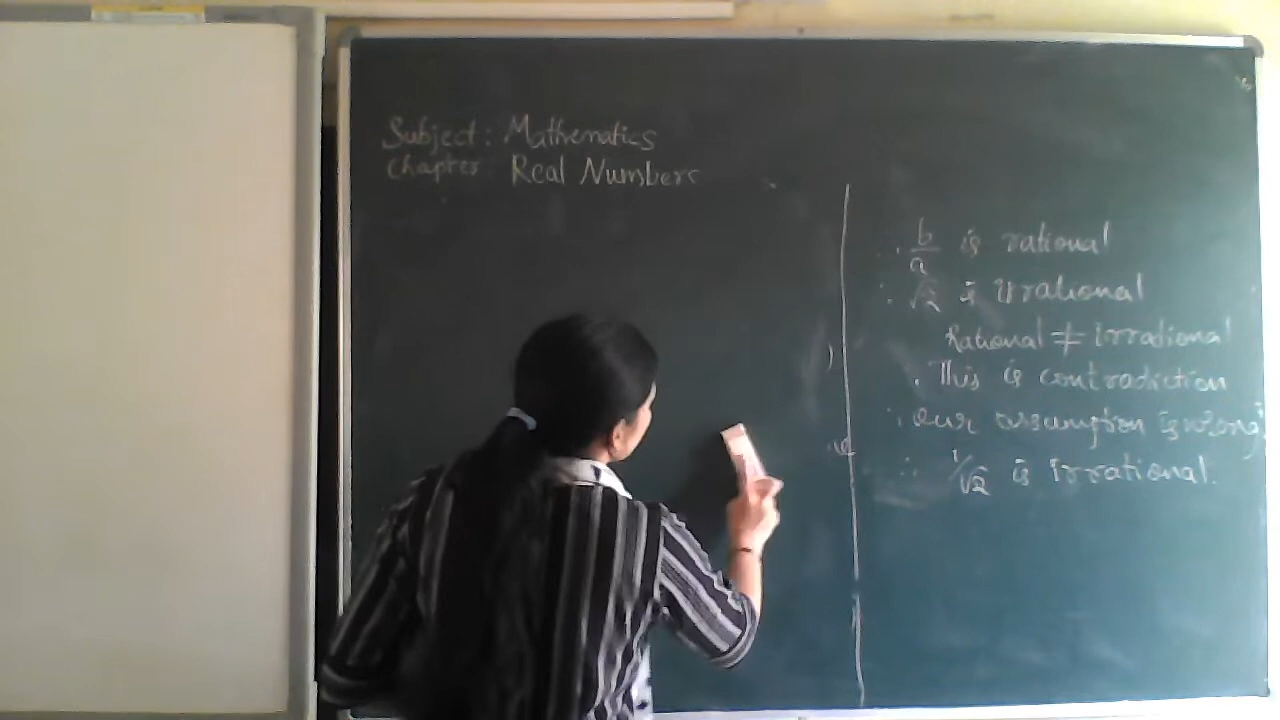 Subject : Mathematics
Chapter : Real Numbers
∴ b/a is rational
∴ √2 is irrational
Rational ≠ irrational
. This is contradiction
∴ our assumption is wrong
∴ 1/√2 is irrational.